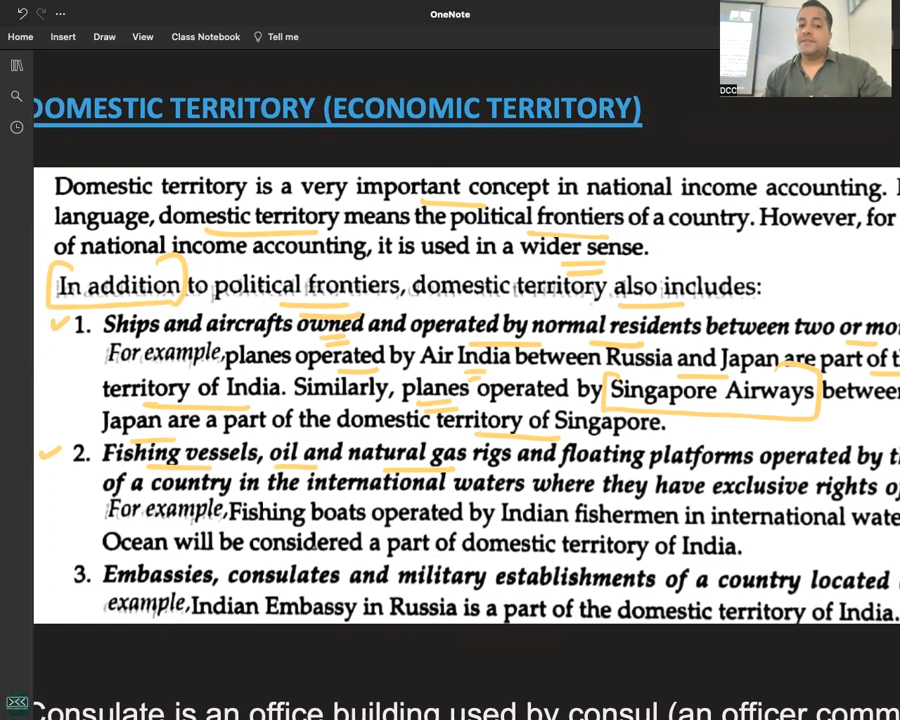 OneNote
Home Insert Draw View Class Notebook Tell me
DCC
DOMESTIC TERRITORY (ECONOMIC TERRITORY)
Domestic territory is a very important concept in national income accounting.
language, domestic territory means the political frontiers of a country. However, for
of national income accounting, it is used in a wider sense.
In addition to political frontiers, domestic territory also includes:
1. Ships and aircrafts owned and operated by normal residents between two or mo
For example, planes operated by Air India between Russia and Japan are part of t
territory of India. Similarly, planes operated by Singapore Airways betwee
Japan are a part of the domestic territory of Singapore.
2. Fishing vessels, oil and natural gas rigs and floating platforms operated by t
of a country in the international waters where they have exclusive rights o
For example, Fishing boats operated by Indian fishermen in international wate
Ocean will be considered a part of domestic territory of India.
3. Embassies, consulates and military establishments of a country located
example, Indian Embassy in Russia is a part of the domestic territory of India.
Consulate is an office building used by consul (an officer comm